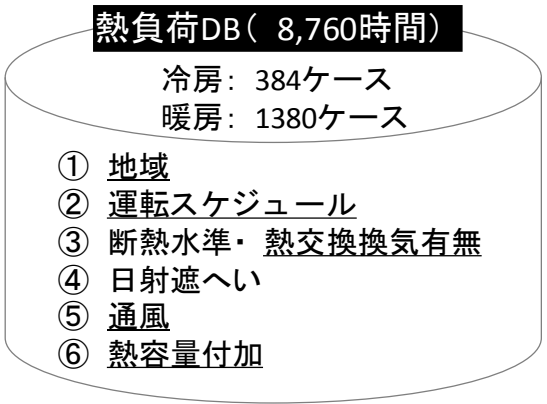 熱負荷DB( 8,760時間)
冷房: 384ケース
暖房: 1380ケース
① 地域
② 運転スケジュール
③ 断熱水準・ 熱交換換気有無
④ 日射遮へい
⑤ 通風
⑥ 熱容量付加